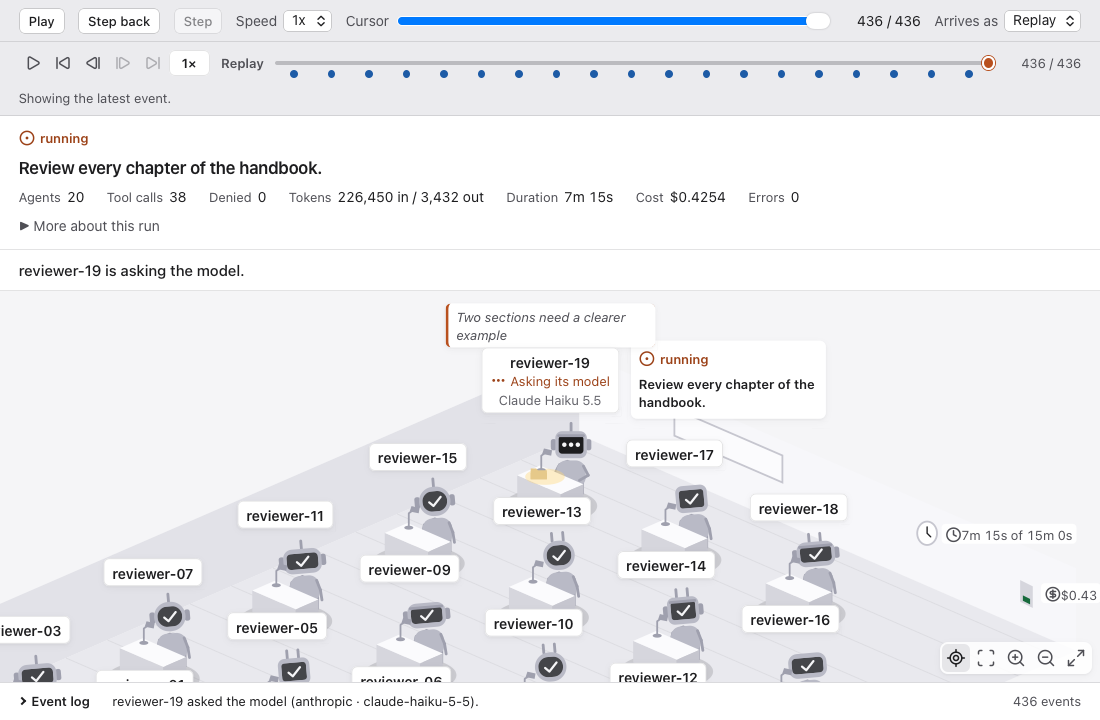 Play Step back Step Speed 1x Cursor 436 / 436 Arrives as Replay
1x Replay 436 / 436
Showing the latest event.
running
Review every chapter of the handbook.
Agents 20 Tool calls 38 Denied 0 Tokens 226,450 in / 3,432 out Duration 7m 15s Cost $0.4254 Errors 0
More about this run
reviewer-19 is asking the model.
Two sections need a clearer
example
reviewer-19
Asking its model
Claude Haiku 5.5
running
Review every chapter of the
handbook.
reviewer-15
reviewer-17
reviewer-11
reviewer-13
reviewer-18
7m 15s of 15m 0s
reviewer-07
reviewer-09
reviewer-14
$0.43
iewer-03
reviewer-05
reviewer-10
reviewer-16
reviewer-06
reviewer-12
Event log reviewer-19 asked the model (anthropic · claude-haiku-5-5). 436 events